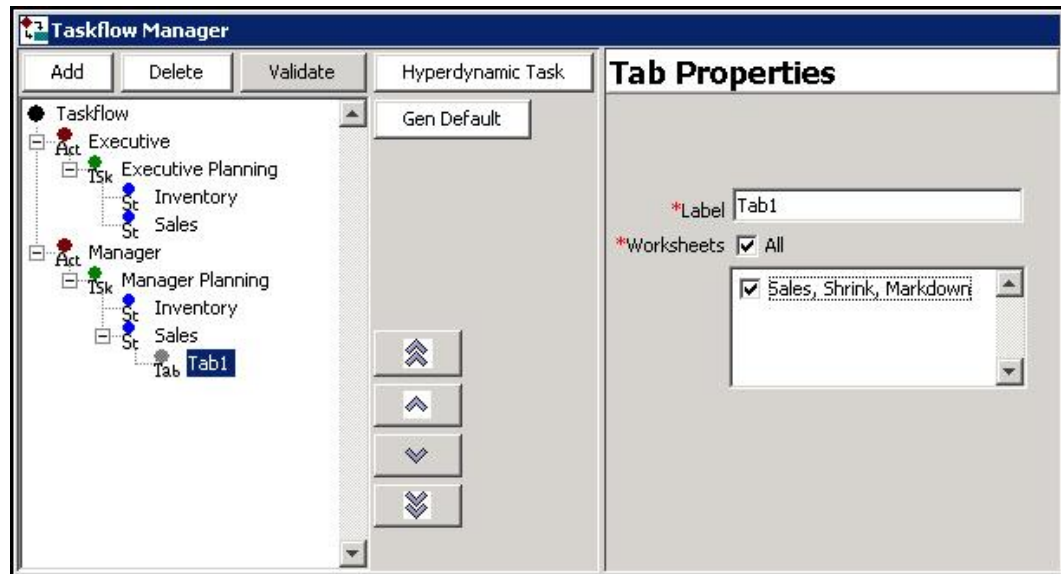 Taskflow Manager
Add Delete Validate Hyperdynamic Task
Gen Default
Taskflow
Act Executive
Tsk Executive Planning
St Inventory
St Sales
Act Manager
Tsk Manager Planning
St Inventory
St Sales
Tab Tab1
Tab Properties
*Label Tab1
*Worksheets All
Sales, Shrink, Markdown